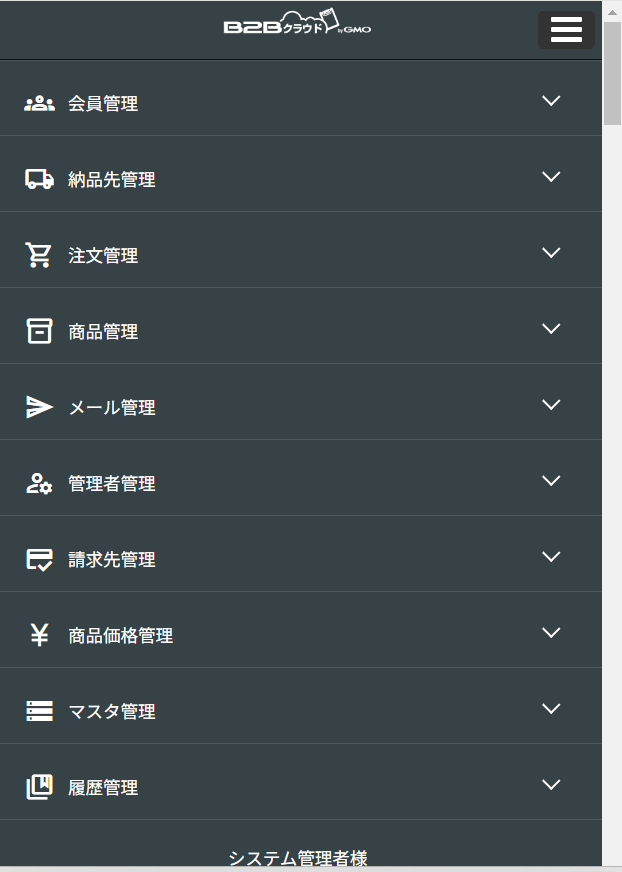 B2Bクラウド byGMO
会員管理
納品先管理
注文管理
商品管理
メール管理
管理者管理
請求先管理
商品価格管理
マスタ管理
履歴管理
システム管理者様